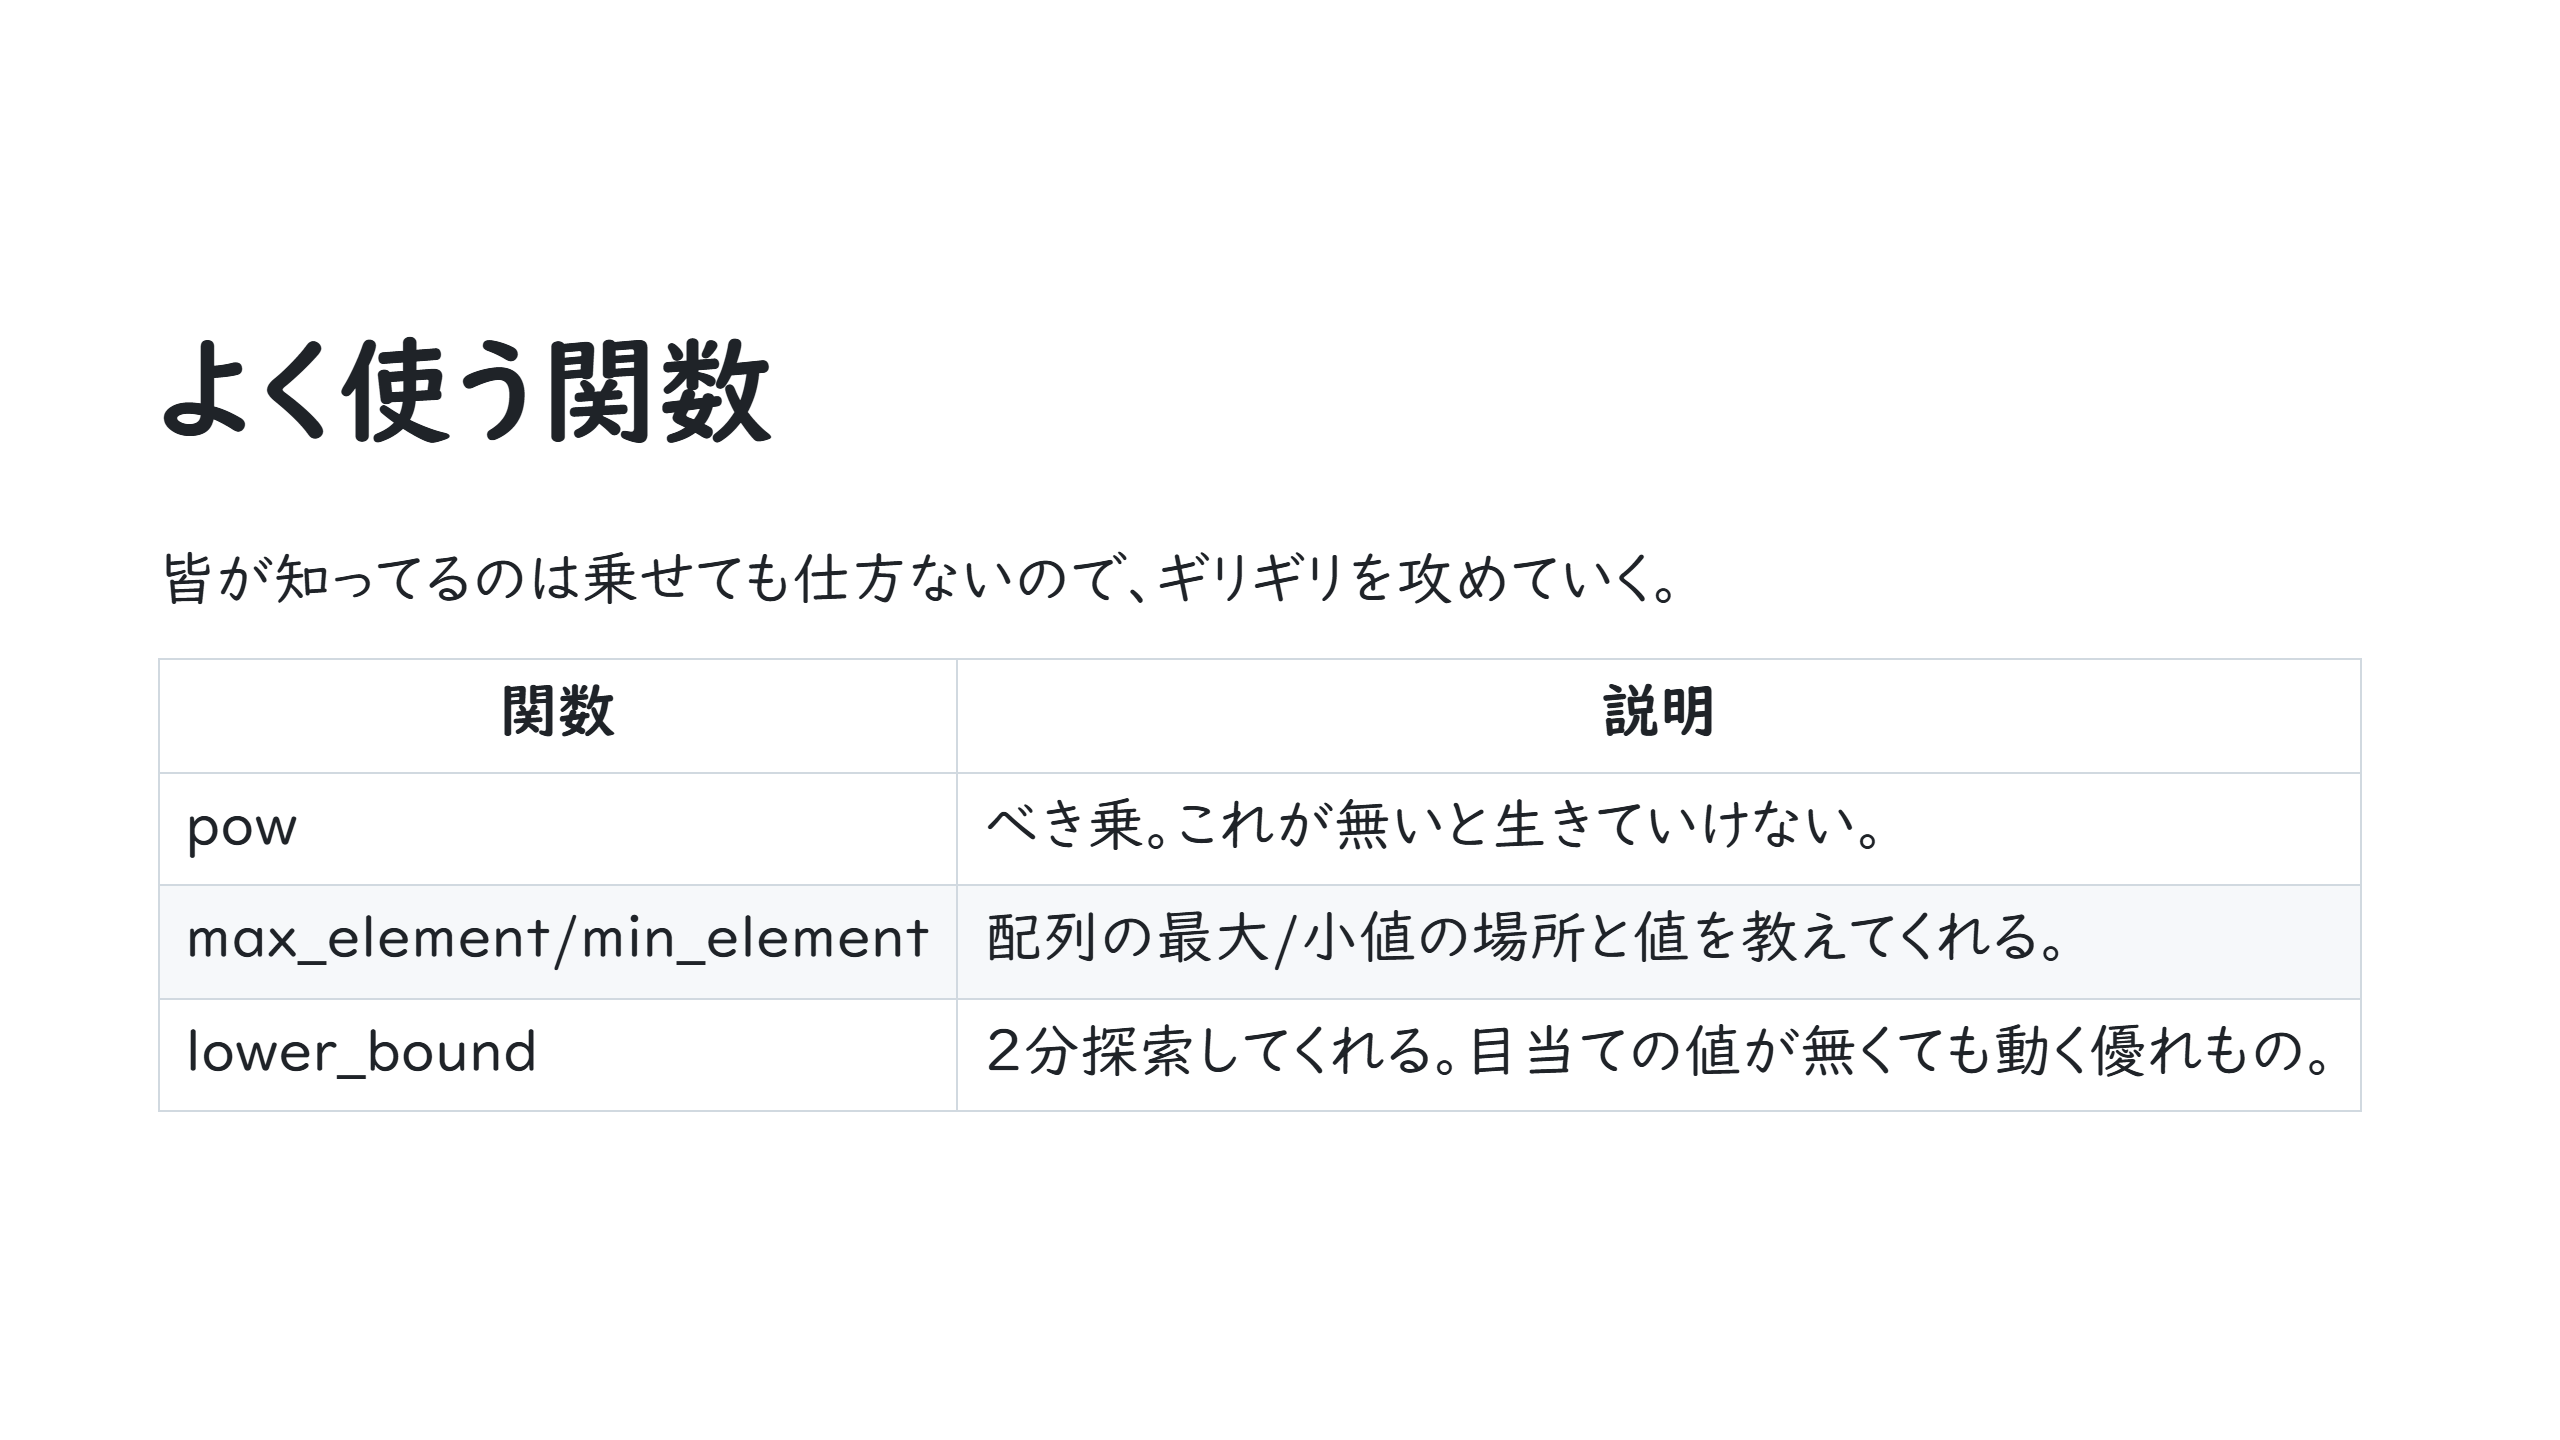 よく使う関数
皆が知ってるのは乗せても仕方ないので、ギリギリを攻めていく。
関数 説明
pow べき乗。これが無いと生きていけない。
max_element/min_element 配列の最大/小値の場所と値を教えてくれる。
lower_bound 2分探索してくれる。目当ての値が無くても動く優れもの。